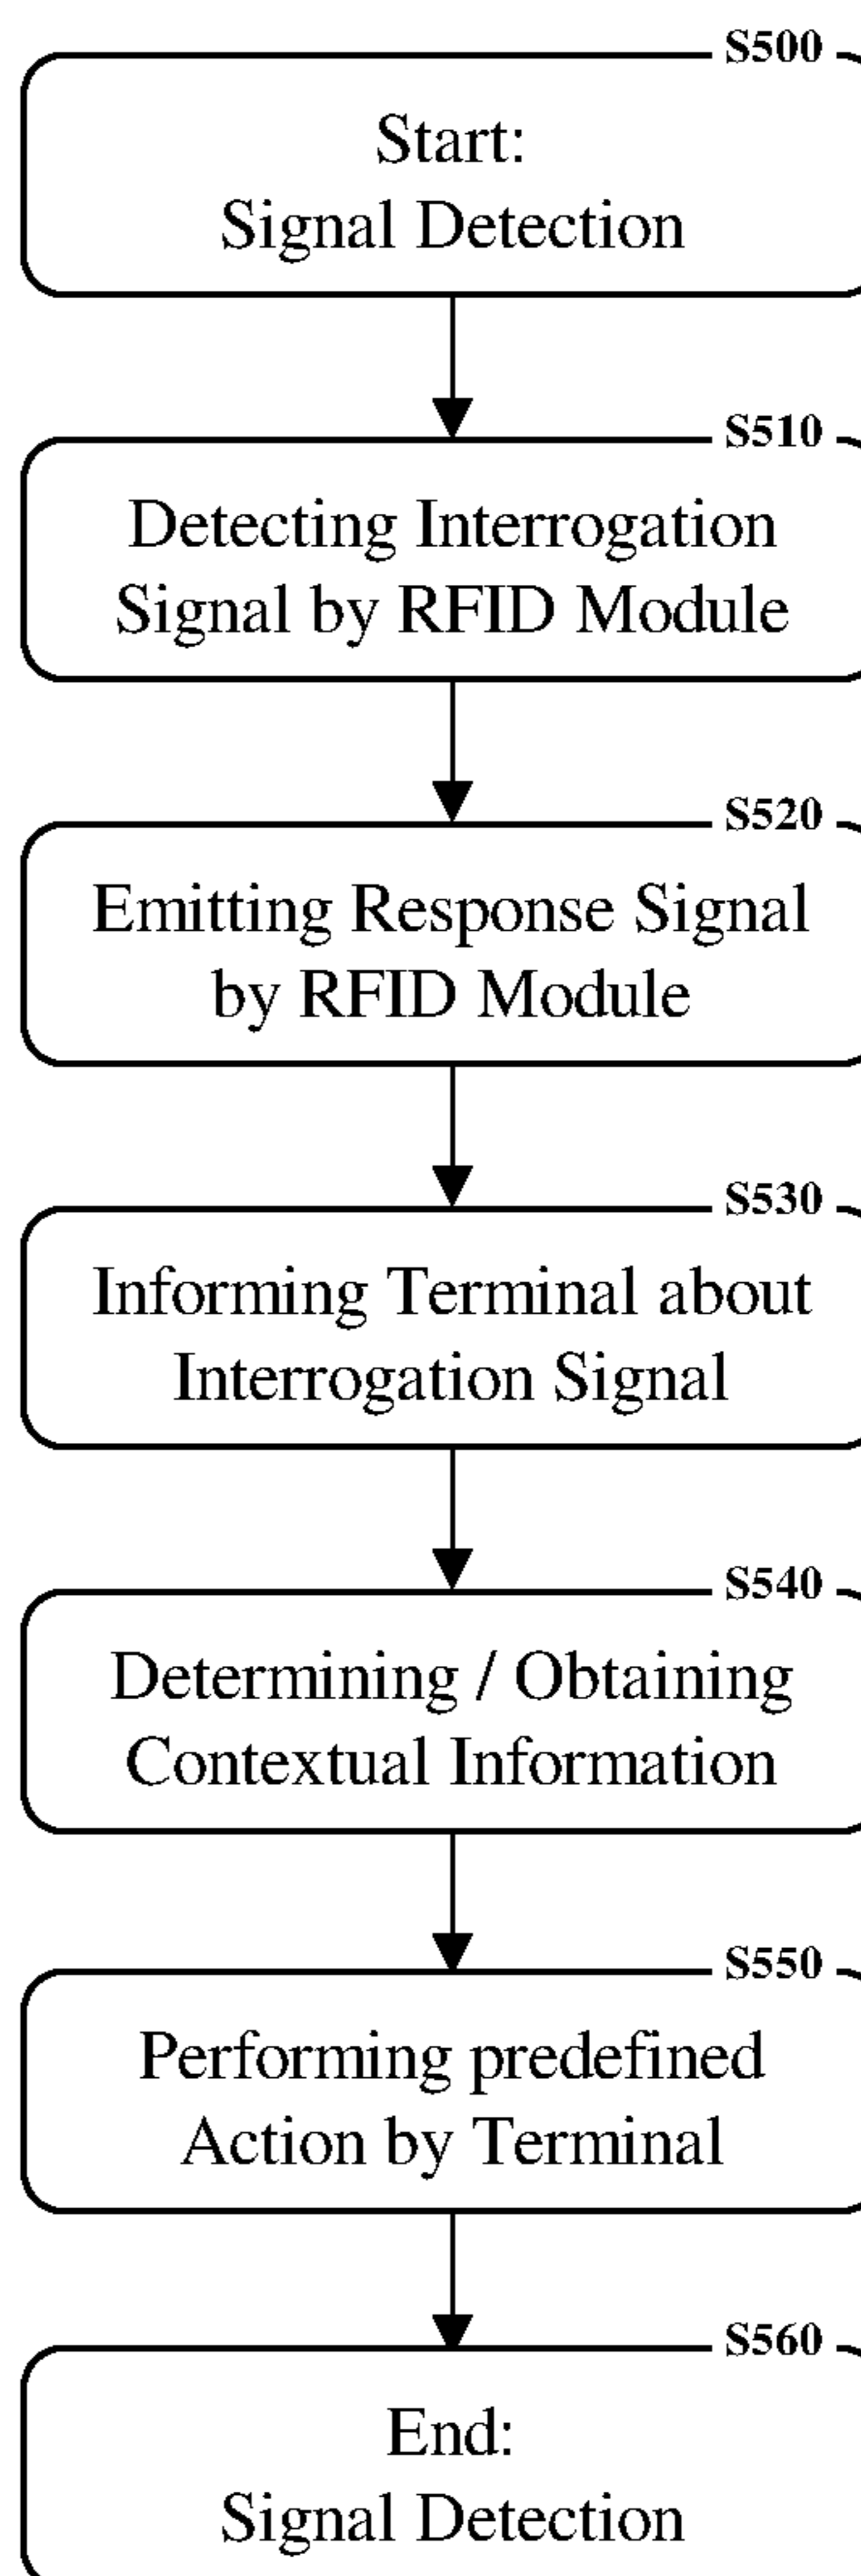 S500
Start:
Signal Detection
S510
Detecting Interrogation
Signal by RFID Module
S520
Emitting Response Signal
by RFID Module
S530
Informing Terminal about
Interrogation Signal
S540
Determining / Obtaining
Contextual Information
S550
Performing predefined
Action by Terminal
S560
End:
Signal Detection